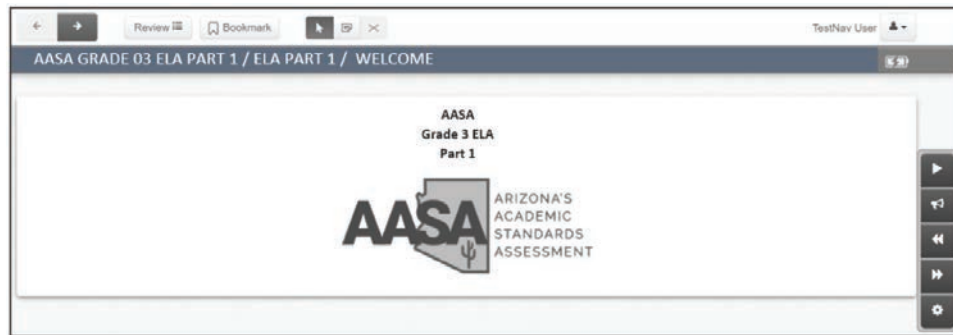 Review Bookmark TestNav User
AASA GRADE 03 ELA PART 1 / ELA PART 1 / WELCOME
AASA
Grade 3 ELA
Part 1
AASA
ARIZONA'S
ACADEMIC
STANDARDS
ASSESSMENT